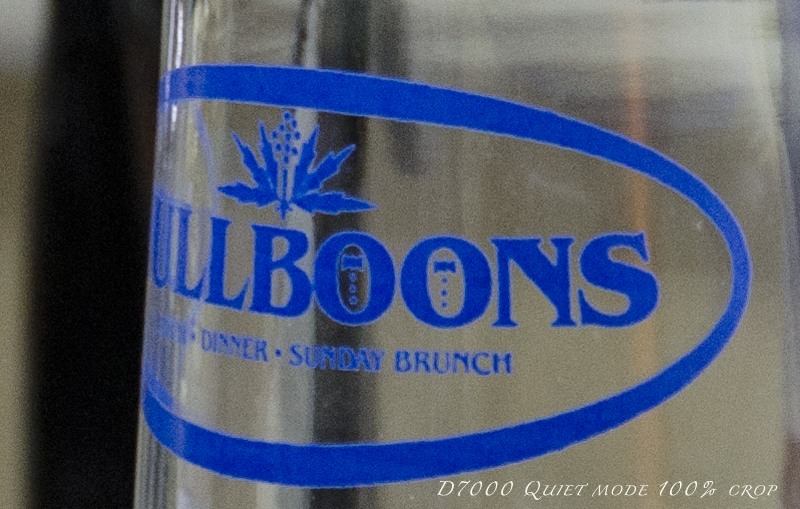 ULLBOONS
DINNER • SUNDAY BRUNCH
D7000 Quiet mode 100% crop